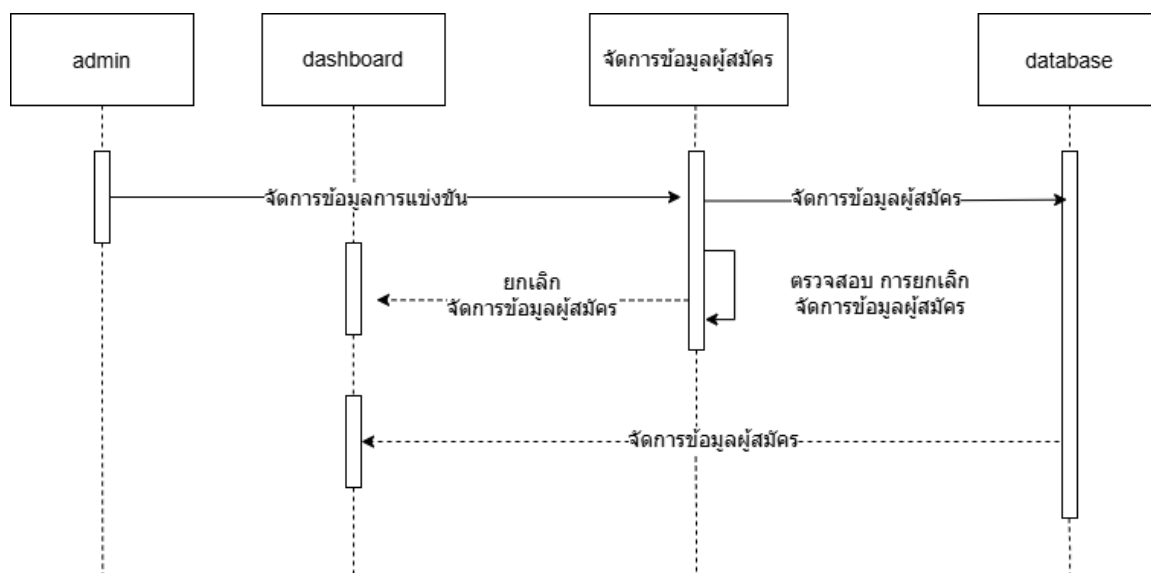 admin
dashboard
จัดการข้อมูลผู้สมัคร
database
จัดการข้อมูลการแข่งขัน
จัดการข้อมูลผู้สมัคร
ยกเลิก
จัดการข้อมูลผู้สมัคร
ตรวจสอบ การยกเลิก
จัดการข้อมูลผู้สมัคร
จัดการข้อมูลผู้สมัคร